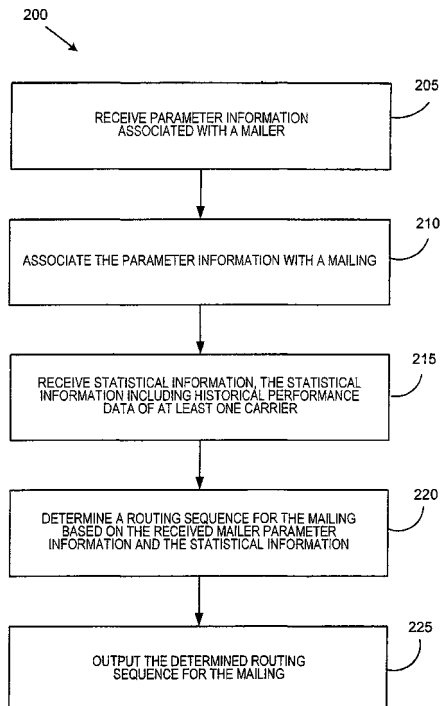 200
205
RECEIVE PARAMETER INFORMATION
ASSOCIATED WITH A MAILER
210
ASSOCIATE THE PARAMETER INFORMATION WITH A MAILING
215
RECEIVE STATISTICAL INFORMATION, THE STATISTICAL
INFORMATION INCLUDING HISTORICAL PERFORMANCE
DATA OF AT LEAST ONE CARRIER
220
DETERMINE A ROUTING SEQUENCE FOR THE MAILING
BASED ON THE RECEIVED MAILER PARAMETER
INFORMATION AND THE STATISTICAL INFORMATION
225
OUTPUT THE DETERMINED ROUTING
SEQUENCE FOR THE MAILING